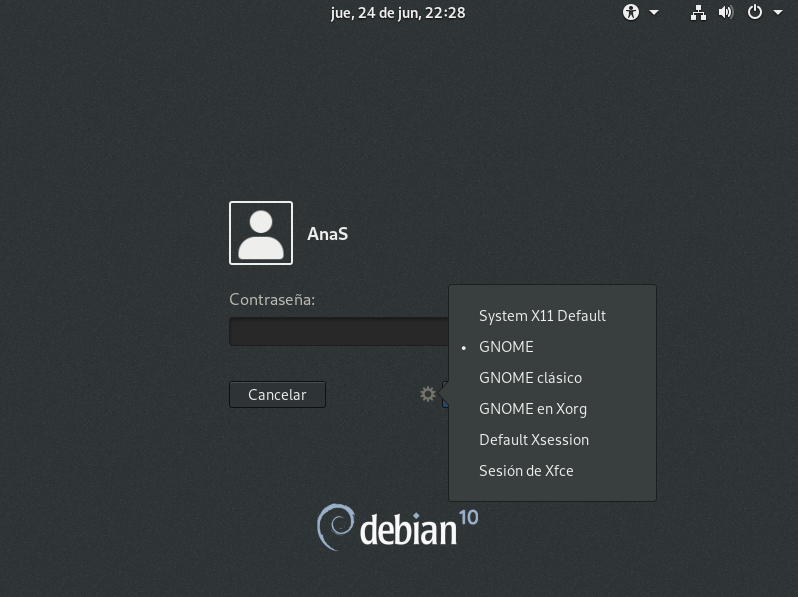 jue, 24 de jun, 22:28
AnaS
Contraseña:
System X11 Default
GNOME
GNOME clásico
GNOME en Xorg
Default Xsession
Sesión de Xfce
Cancelar
debian 10